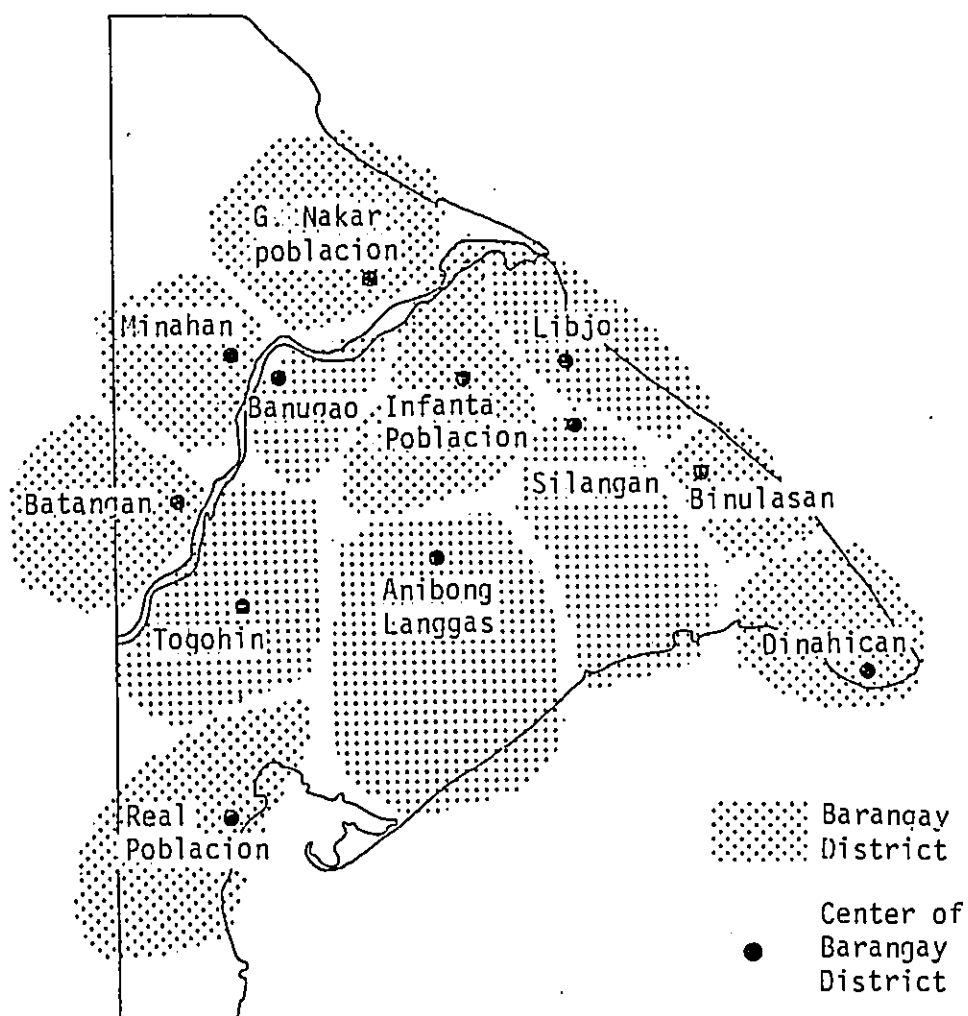 G. Nakar
poblacion
Minahan
Libjo
Banugao
Infanta
Poblacion
Silangan
Binulasan
Batangan
Anibong
Langgas
Togohin
Dinahican
Real
Poblacion
Barangay
District
Center of
Barangay
District